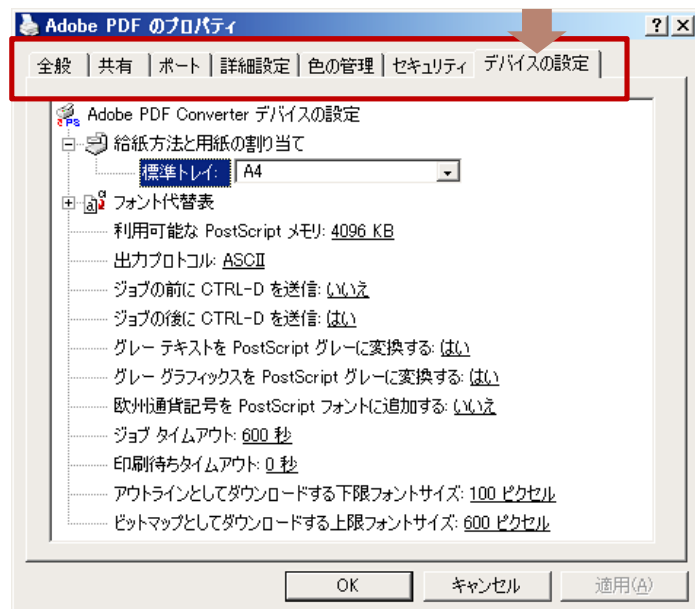 Adobe PDF のプロパティ
全般 共有 ポート 詳細設定 色の管理 セキュリティ デバイスの設定
Adobe PDF Converter デバイスの設定
給紙方法と用紙の割り当て
標準トレイ: A4
フォント代替表
利用可能な PostScript メモリ: 4096 KB
出力プロトコル: ASCII
ジョブの前に CTRL-D を送信: いいえ
ジョブの後に CTRL-D を送信: はい
グレー テキストを PostScript グレーに変換する: はい
グレー グラフィックスを PostScript グレーに変換する: はい
欧州通貨記号を PostScript フォントに追加する: いいえ
ジョブ タイムアウト: 600 秒
印刷待ちタイムアウト: 0 秒
アウトラインとしてダウンロードする下限フォントサイズ: 100 ピクセル
ビットマップとしてダウンロードする上限フォントサイズ: 600 ピクセル
OK キャンセル 適用(A)